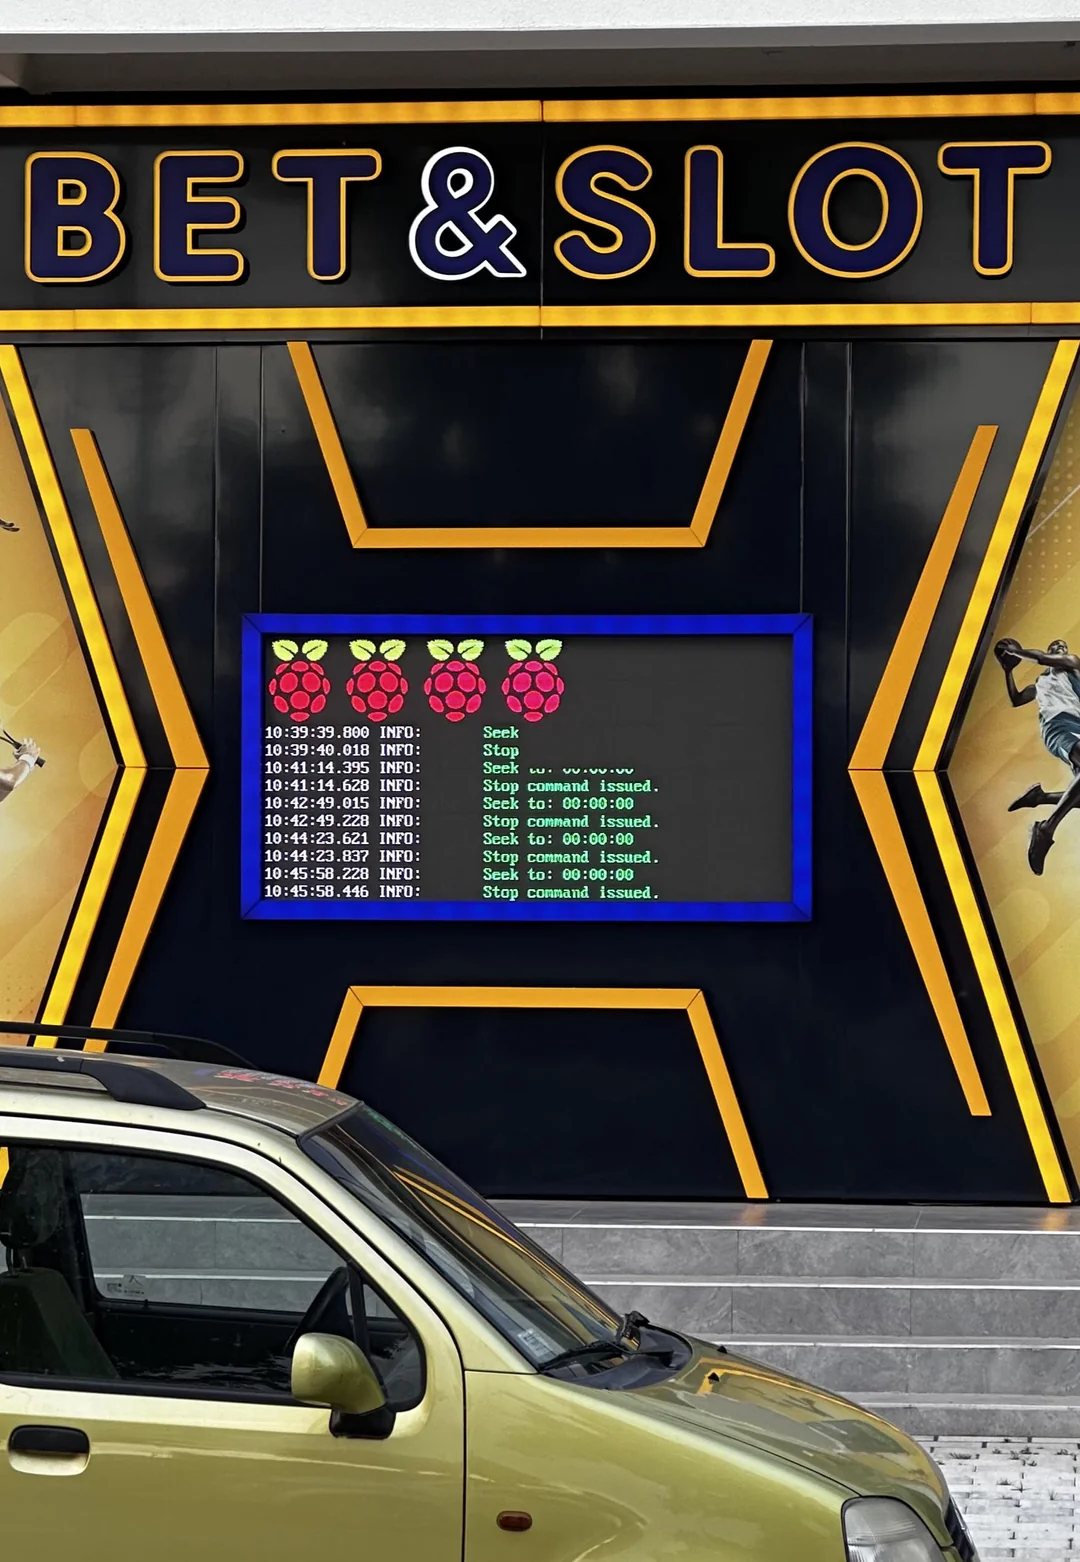 BET&SLOT
10:39:39.800 INFO: Seek
10:39:40.018 INFO: Stop
10:41:14.395 INFO: Seek to: 00:00:00
10:41:14.628 INFO: Stop command issued.
10:42:49.015 INFO: Seek to: 00:00:00
10:42:49.228 INFO: Stop command issued.
10:44:23.621 INFO: Seek to: 00:00:00
10:44:23.837 INFO: Stop command issued.
10:45:58.228 INFO: Seek to: 00:00:00
10:45:58.446 INFO: Stop command issued.